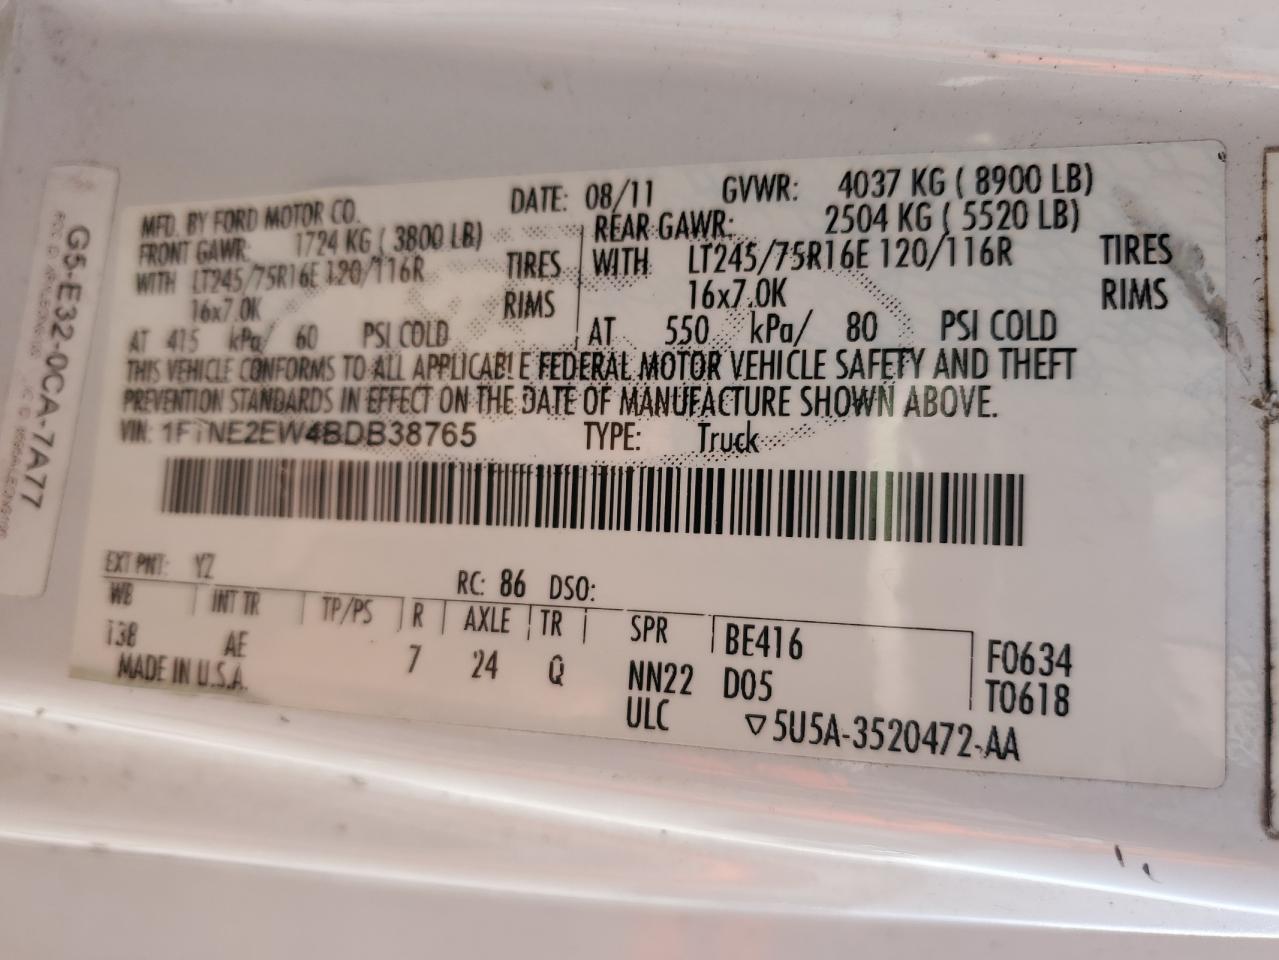 MFD. BY FORD MOTOR CO. DATE: 08/11 GVWR: 4037 KG ( 8900 LB)
FRONT GAWR: 1724 KG ( 3800 LB) REAR GAWR: 2504 KG ( 5520 LB)
WITH LT245/75R16E 120/116R TIRES WITH LT245/75R16E 120/116R TIRES
16x7.0K RIMS 16x7.0K RIMS
AT 415 kPa/ 60 PSI COLD AT 550 kPa/ 80 PSI COLD
THIS VEHICLE CONFORMS TO ALL APPLICABLE FEDERAL MOTOR VEHICLE SAFETY AND THEFT
PREVENTION STANDARDS IN EFFECT ON THE DATE OF MANUFACTURE SHOWN ABOVE.
VIN: 1FTNE2EW4BDB38765 TYPE: Truck
EXT PNT: YZ RC: 86 DSO:
WB INT TR TP/PS R AXLE TR SPR BE416 F0634
138 AE 7 24 Q NN22 D05 T0618
MADE IN U.S.A. ULC ▽5U5A-3520472-AA
G5-E32-0CA-7A77